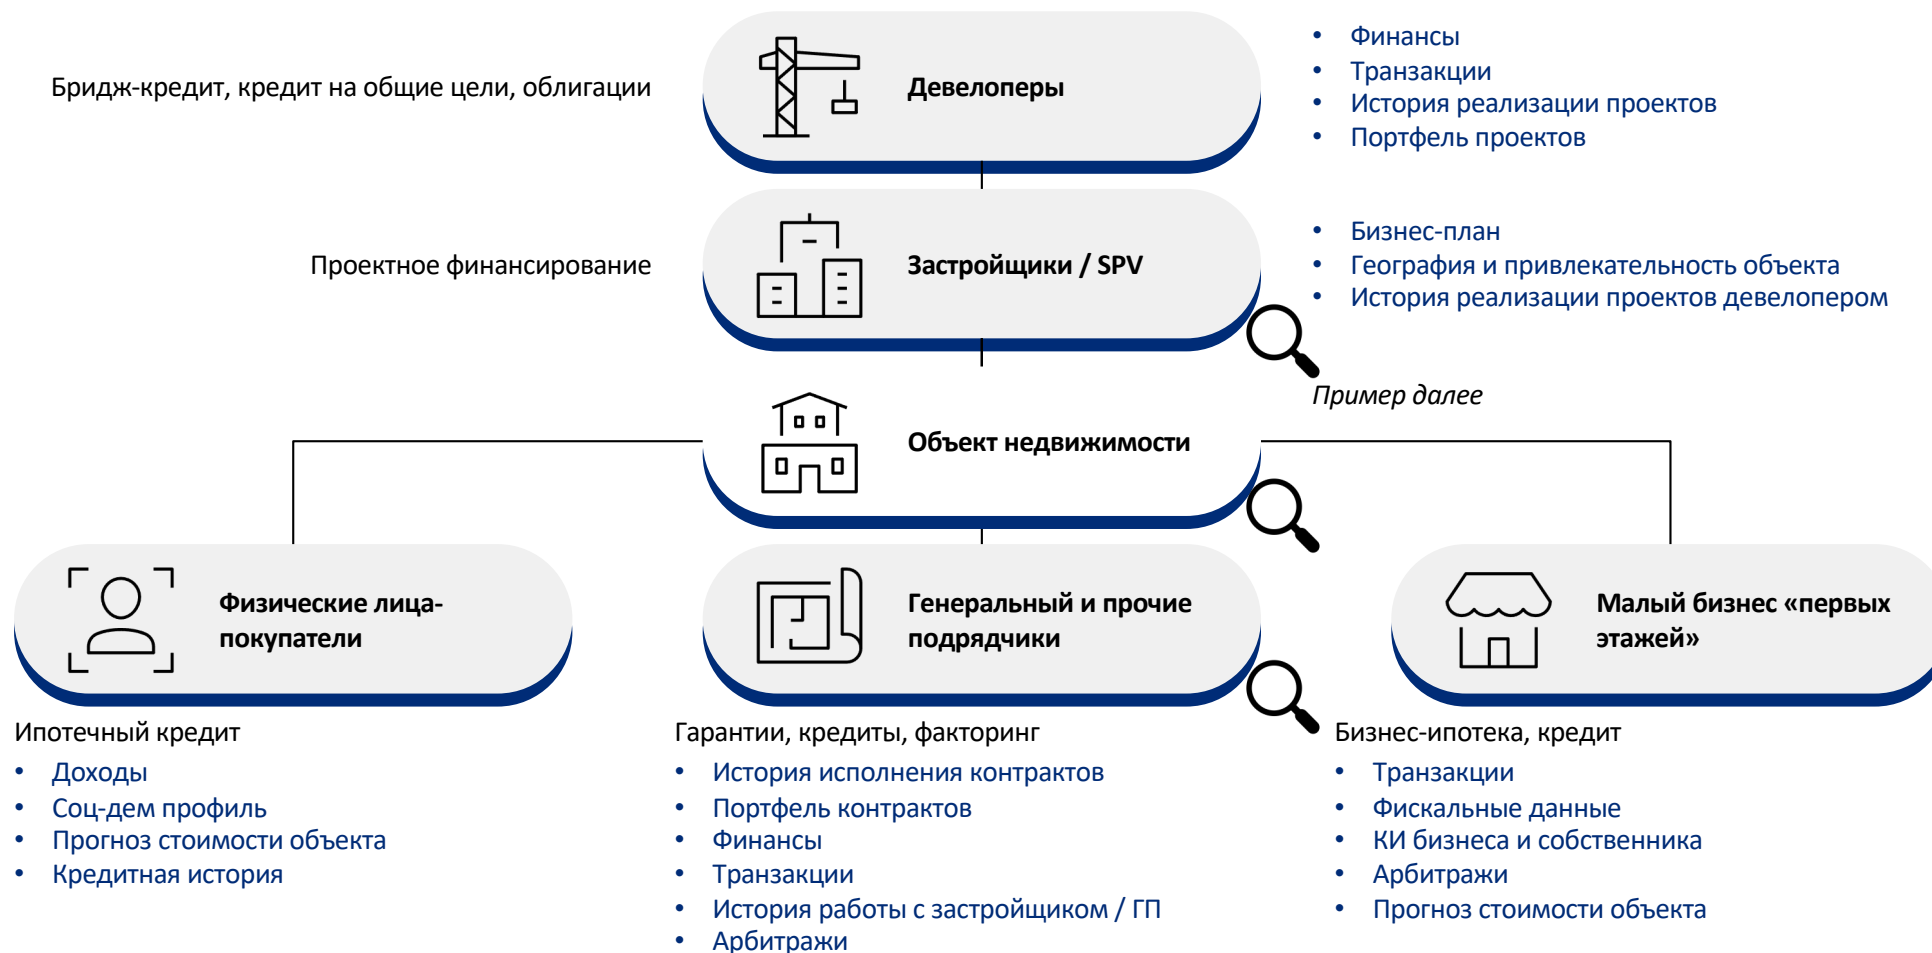 Бридж-кредит, кредит на общие цели, облигации
Девелоперы
• Финансы
• Транзакции
• История реализации проектов
• Портфель проектов
Проектное финансирование
Застройщики / SPV
• Бизнес-план
• География и привлекательность объекта
• История реализации проектов девелопером
Пример далее
Объект недвижимости
Физические лица-
покупатели
Генеральный и прочие
подрядчики
Малый бизнес «первых
этажей»
Ипотечный кредит
• Доходы
• Соц-дем профиль
• Прогноз стоимости объекта
• Кредитная история
Гарантии, кредиты, факторинг
• История исполнения контрактов
• Портфель контрактов
• Финансы
• Транзакции
• История работы с застройщиком / ГП
• Арбитражи
Бизнес-ипотека, кредит
• Транзакции
• Фискальные данные
• КИ бизнеса и собственника
• Арбитражи
• Прогноз стоимости объекта